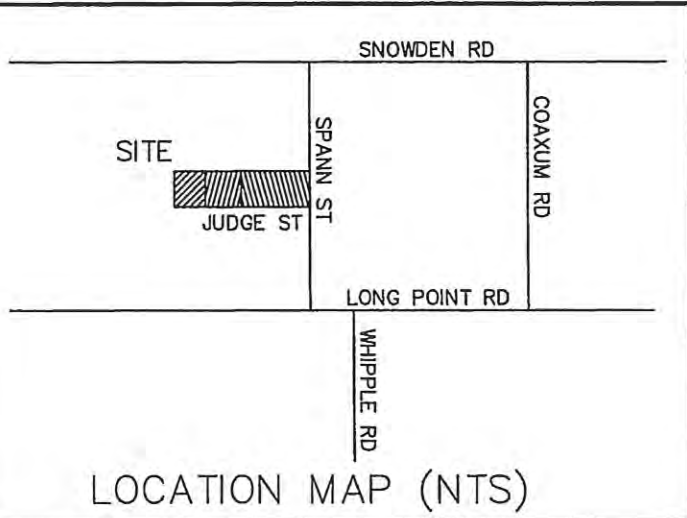 SNOWDEN RD
SPANN ST
COAXUM RD
SITE
JUDGE ST
LONG POINT RD
WHIPPLE RD
LOCATION MAP (NTS)